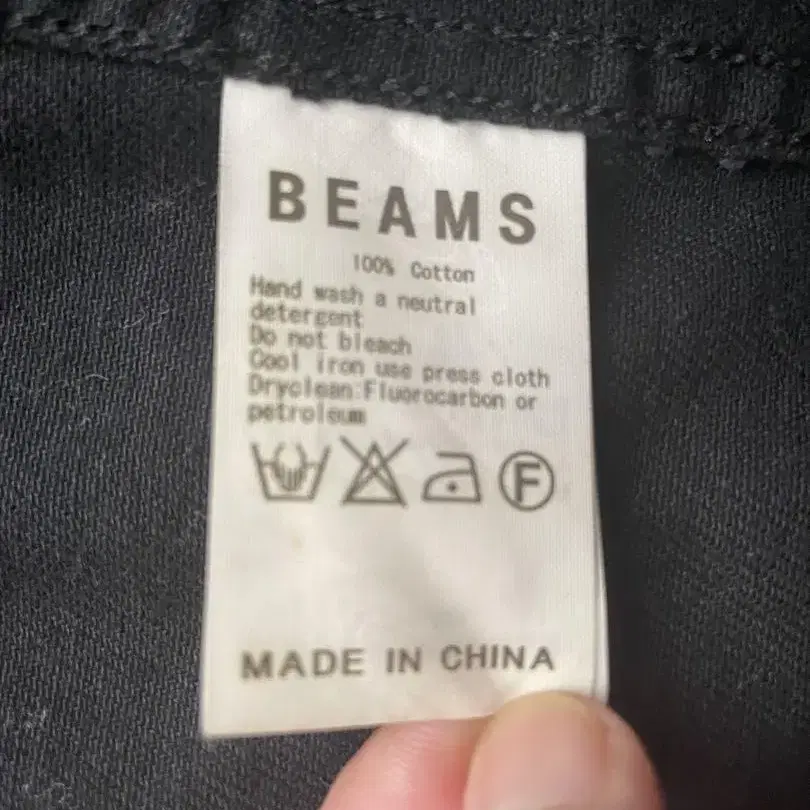 BEAMS
100% Cotton
Hand wash a neutral
detergent
Do not bleach
Cool iron use press cloth
Dryclean:Fluorocarbon or
petroleum
F
MADE IN CHINA